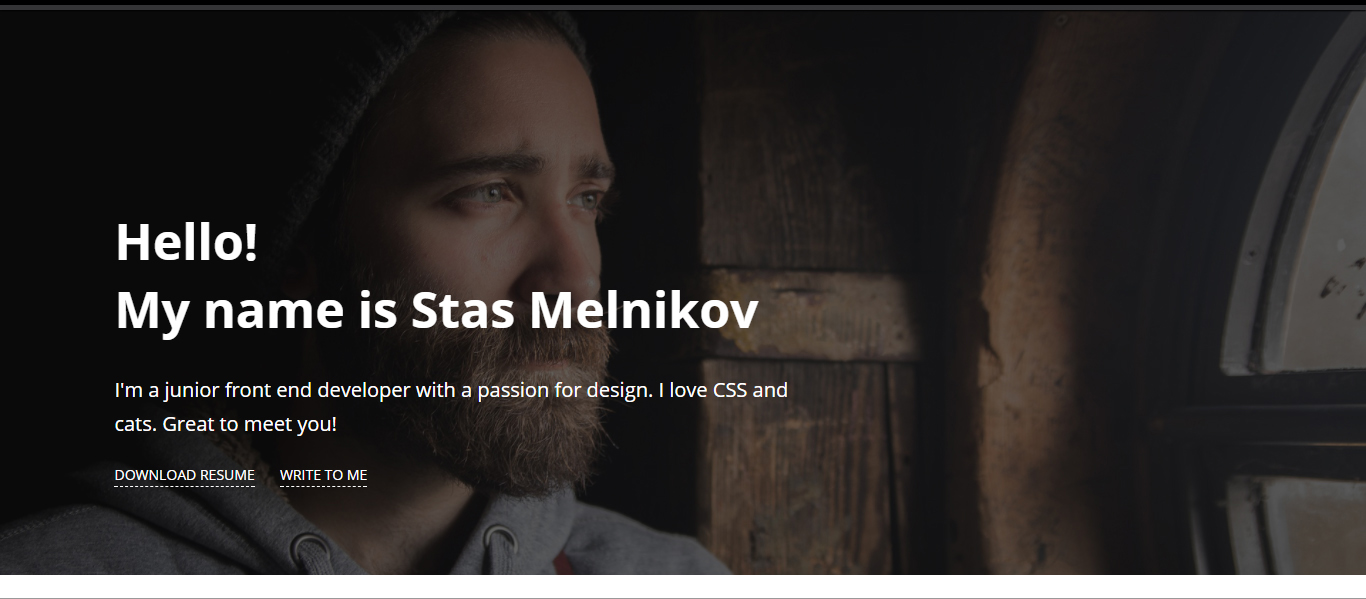 Hello!
My name is Stas Melnikov
I'm a junior front end developer with a passion for design. I love CSS and
cats. Great to meet you!
DOWNLOAD RESUME WRITE TO ME